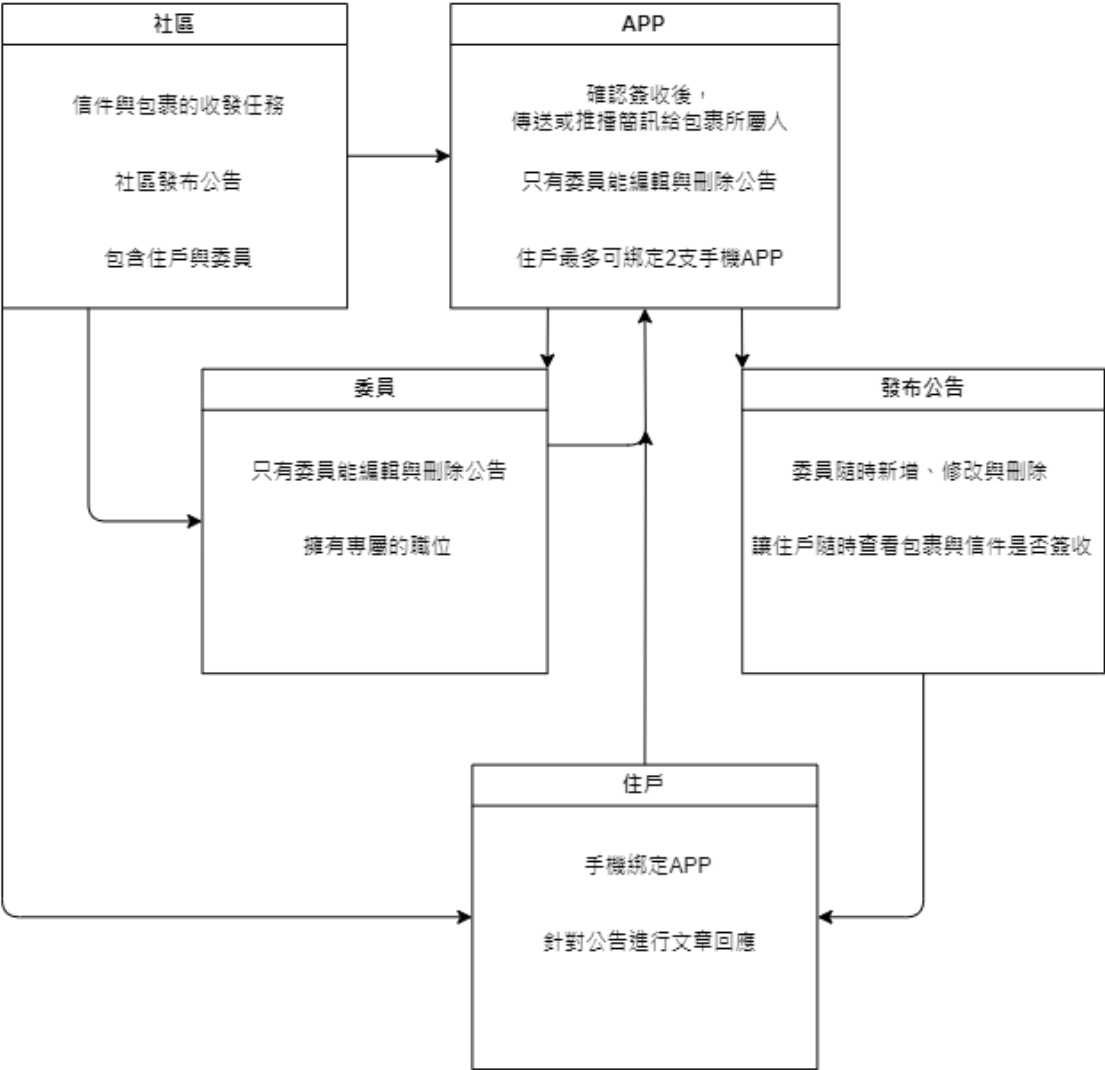 社區
信件與包裹的收發任務
社區發布公告
包含住戶與委員
APP
確認簽收後，
傳送或推播簡訊給包裹所屬人
只有委員能編輯與刪除公告
住戶最多可綁定2支手機APP
委員
只有委員能編輯與刪除公告
擁有專屬的職位
發布公告
委員隨時新增、修改與刪除
讓住戶隨時查看包裹與信件是否簽收
住戶
手機綁定APP
針對公告進行文章回應